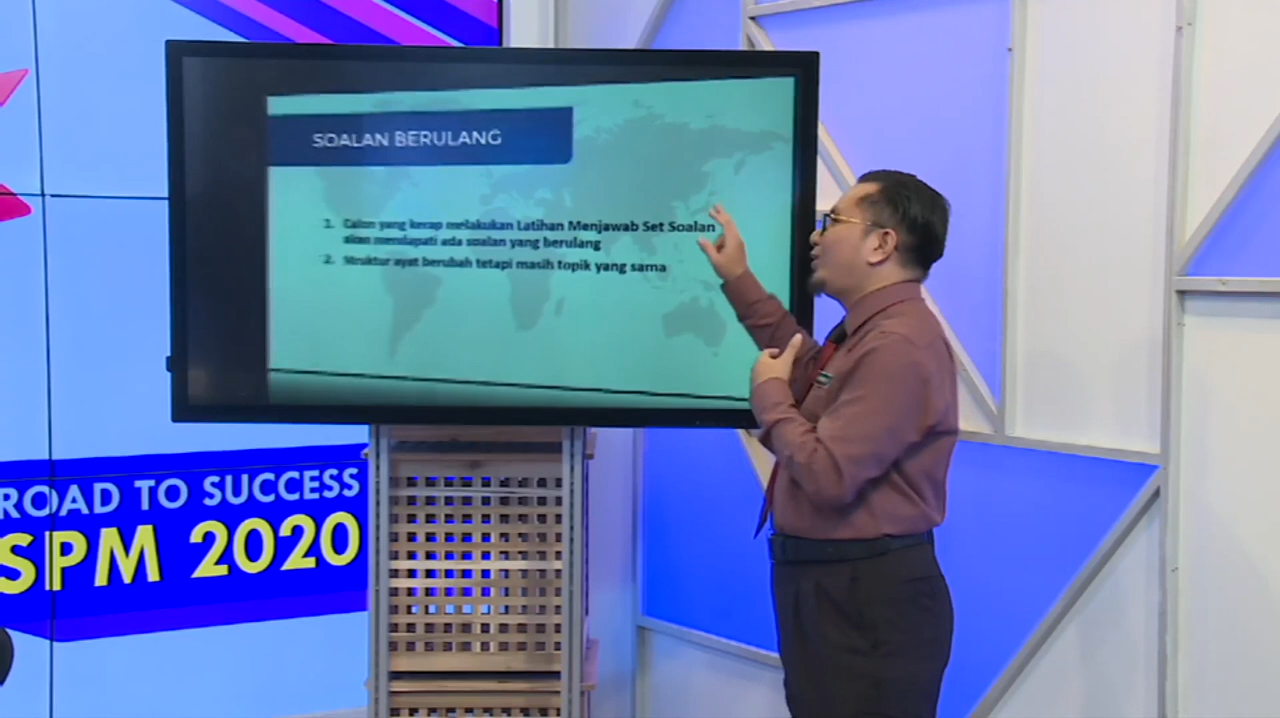 SOALAN BERULANG
1. Calon yang kerap melakukan Latihan Menjawab Set Soalan
akan mendapati ada soalan yang berulang
2. Struktur ayat berubah tetapi masih topik yang sama
ROAD TO SUCCESS
SPM 2020